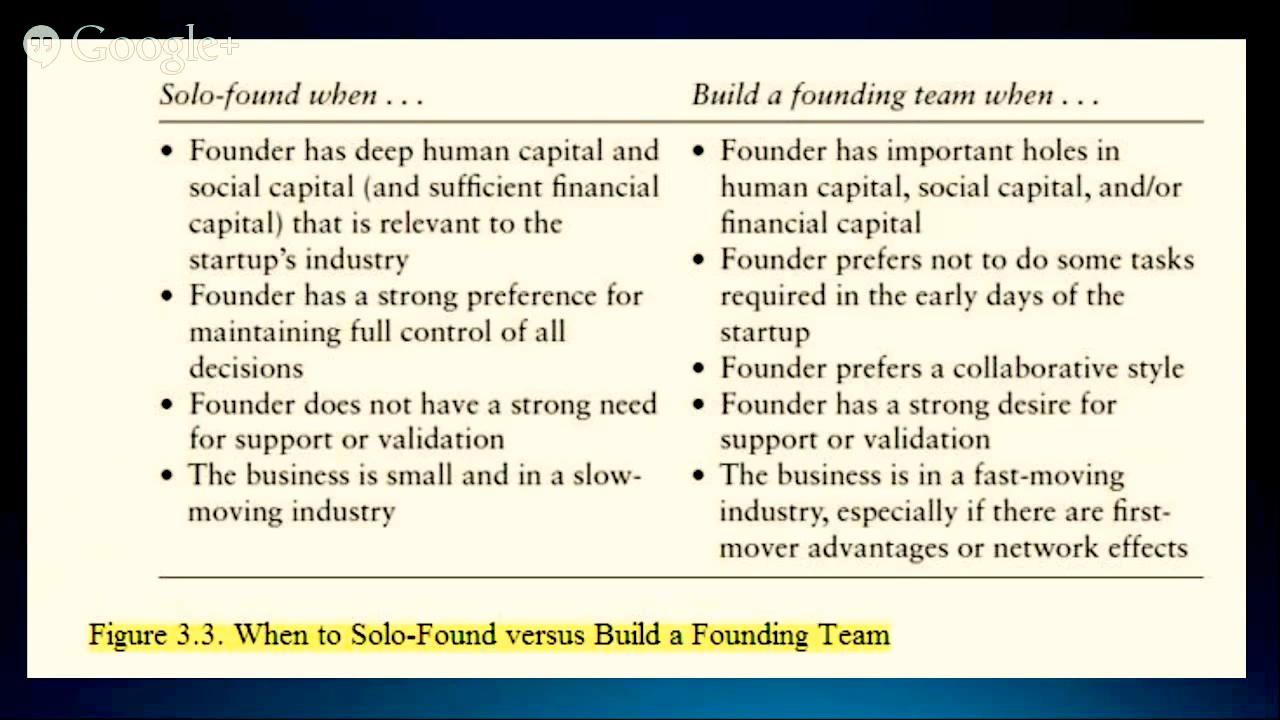 Google+
Solo-found when . . .
• Founder has deep human capital and
social capital (and sufficient financial
capital) that is relevant to the
startup's industry
• Founder has a strong preference for
maintaining full control of all
decisions
• Founder does not have a strong need
for support or validation
• The business is small and in a slow-
moving industry
Build a founding team when . . .
• Founder has important holes in
human capital, social capital, and/or
financial capital
• Founder prefers not to do some tasks
required in the early days of the
startup
• Founder prefers a collaborative style
• Founder has a strong desire for
support or validation
• The business is in a fast-moving
industry, especially if there are first-
mover advantages or network effects
Figure 3.3. When to Solo-Found versus Build a Founding Team